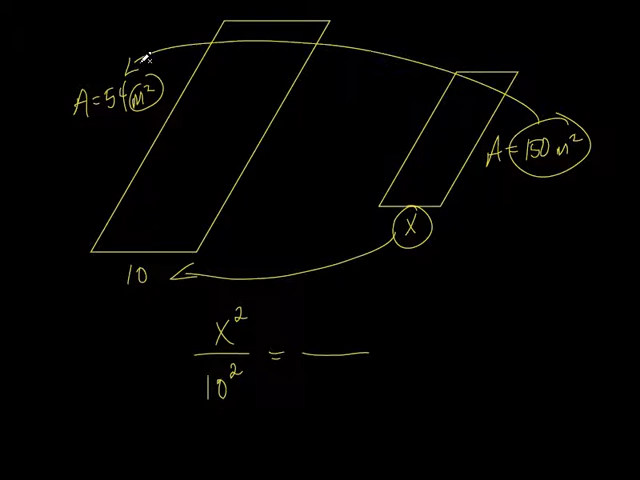 A = 54 m²
A = 150 m²
x
10
x²
10²
=